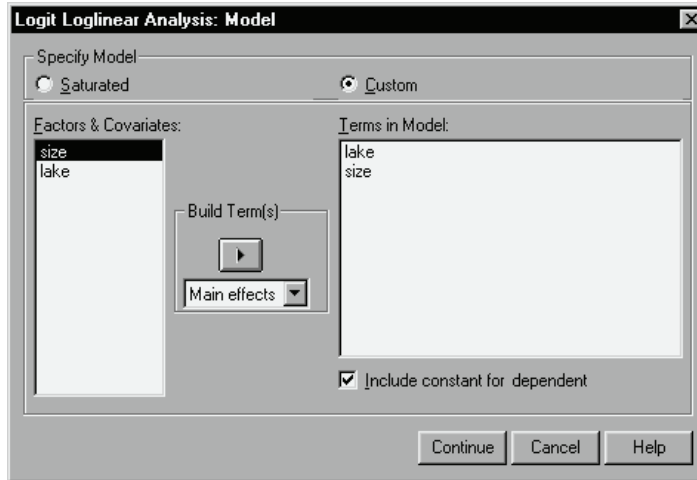 Logit Loglinear Analysis: Model
Specify Model
Saturated
Custom
Factors & Covariates:
size
lake
Build Term(s)
Main effects
Terms in Model:
lake
size
Include constant for dependent
Continue
Cancel
Help